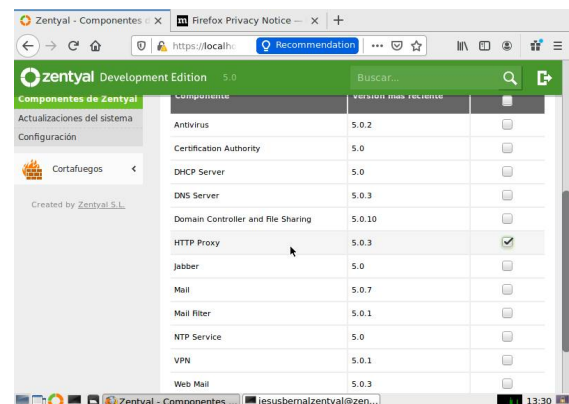 Zentyal - Componentes d
Firefox Privacy Notice —
https://localho
Recommendation
zentyal Development Edition 5.0
Buscar...
Componentes de Zentyal
Componente
Versión más reciente
Actualizaciones del sistema
Configuración
Cortafuegos
Created by Zentyal S.L.
Antivirus 5.0.2
Certification Authority 5.0
DHCP Server 5.0
DNS Server 5.0.3
Domain Controller and File Sharing 5.0.10
HTTP Proxy 5.0.3
Jabber 5.0
Mail 5.0.7
Mail Filter 5.0.1
NTP Service 5.0
VPN 5.0.1
Web Mail 5.0.3
Zentyal - Componentes ...
jesusbernalzentyal@zen...
13:30